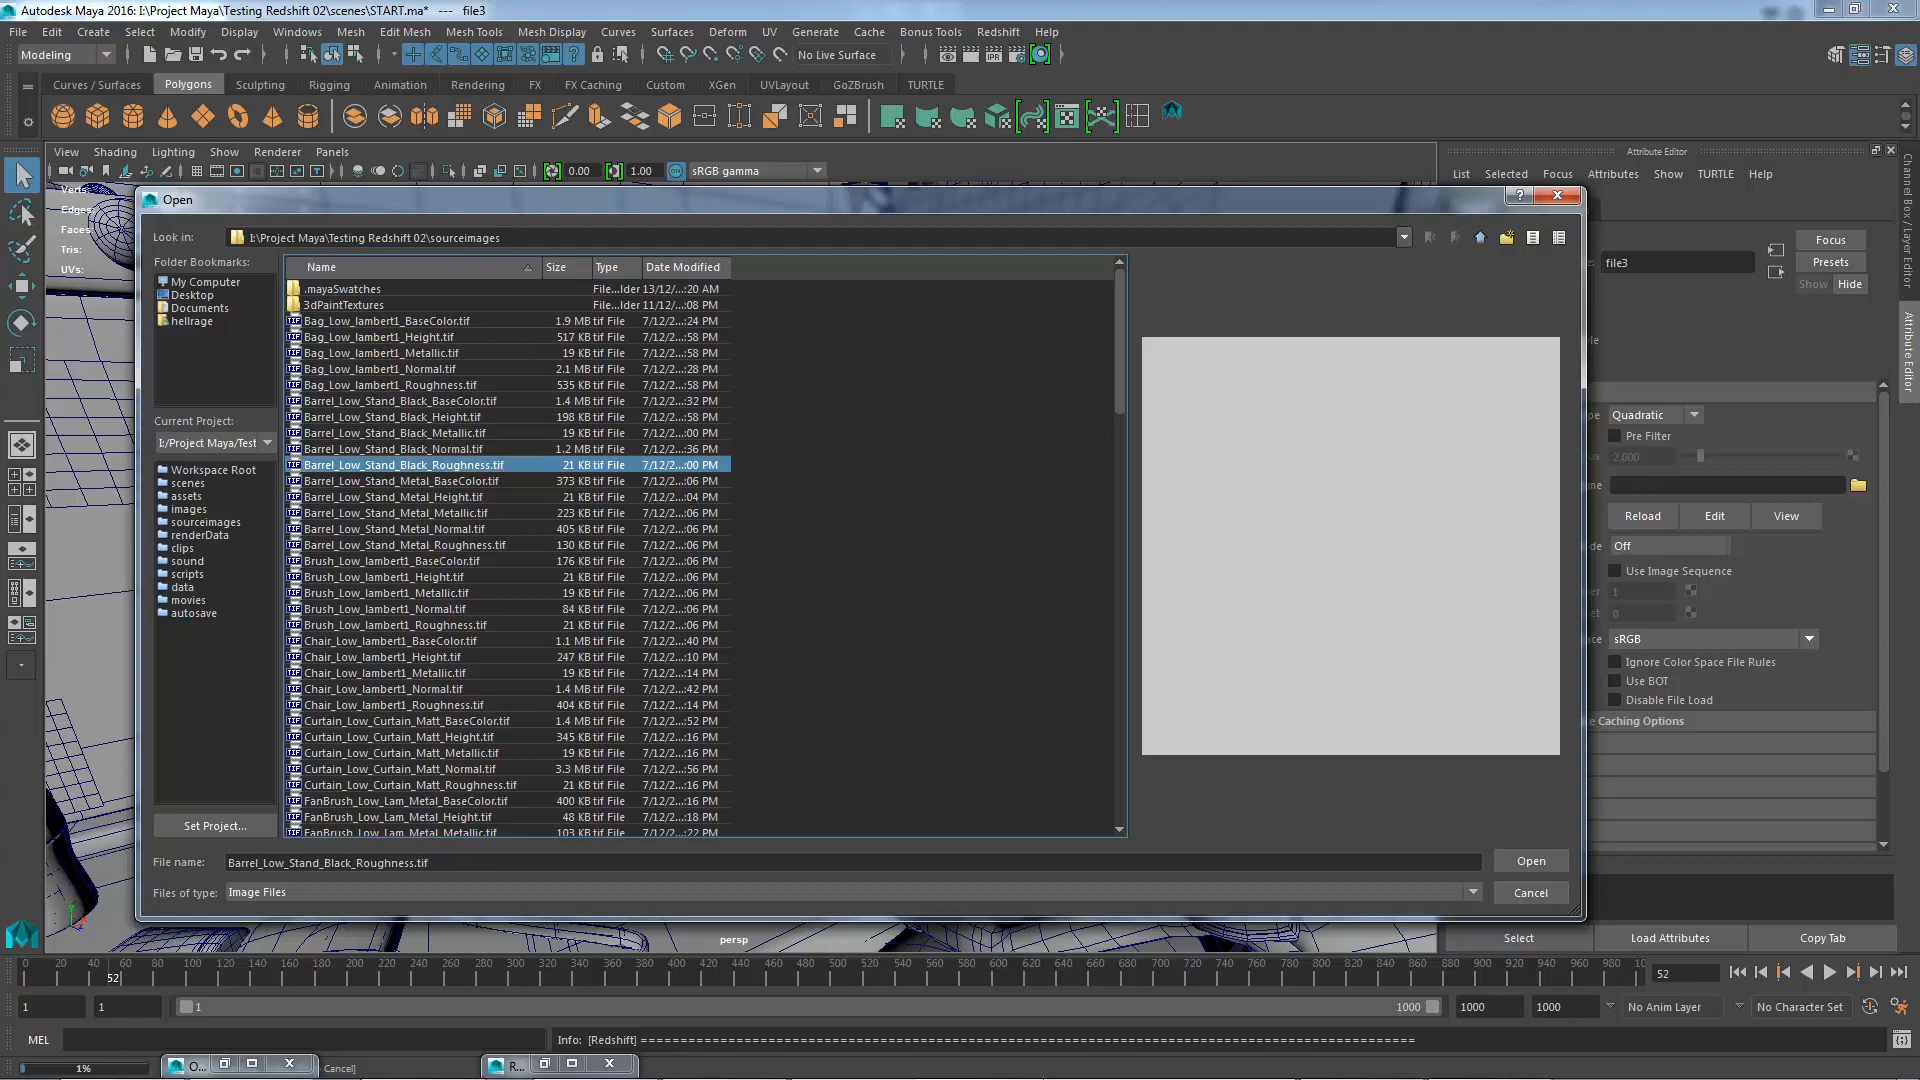 Autodesk Maya 2016: I:\Project Maya\Testing Redshift 02\scenes\START.ma* --- file3
File Edit Create Select Modify Display Windows Mesh Edit Mesh Mesh Tools Mesh Display Curves Surfaces Deform UV Generate Cache Bonus Tools Redshift Help
Modeling No Live Surface
Curves / Surfaces Polygons Sculpting Rigging Animation Rendering FX FX Caching Custom XGen UVLayout GoZBrush TURTLE
View Shading Lighting Show Renderer Panels Attribute Editor
0.00 1.00 sRGB gamma
List Selected Focus Attributes Show TURTLE Help
Verts:
Edges:
Faces:
Tris:
UVs:
Open
Look in: I:\Project Maya\Testing Redshift 02\sourceimages
Folder Bookmarks:
My Computer
Desktop
Documents
hellrage
Current Project:
I:/Project Maya/Test
Workspace Root
scenes
assets
images
sourceimages
renderData
clips
sound
scripts
data
movies
autosave
Set Project...
Name Size Type Date Modified
.mayaSwatches File...lder 13/12/...:20 AM
3dPaintTextures File...lder 11/12/...:08 PM
Bag_Low_lambert1_BaseColor.tif 1.9 MB tif File 7/12/2...:24 PM
Bag_Low_lambert1_Height.tif 517 KB tif File 7/12/2...:58 PM
Bag_Low_lambert1_Metallic.tif 19 KB tif File 7/12/2...:58 PM
Bag_Low_lambert1_Normal.tif 2.1 MB tif File 7/12/2...:28 PM
Bag_Low_lambert1_Roughness.tif 535 KB tif File 7/12/2...:58 PM
Barrel_Low_Stand_Black_BaseColor.tif 1.4 MB tif File 7/12/2...:32 PM
Barrel_Low_Stand_Black_Height.tif 198 KB tif File 7/12/2...:58 PM
Barrel_Low_Stand_Black_Metallic.tif 19 KB tif File 7/12/2...:00 PM
Barrel_Low_Stand_Black_Normal.tif 1.2 MB tif File 7/12/2...:36 PM
Barrel_Low_Stand_Black_Roughness.tif 21 KB tif File 7/12/2...:00 PM
Barrel_Low_Stand_Metal_BaseColor.tif 373 KB tif File 7/12/2...:06 PM
Barrel_Low_Stand_Metal_Height.tif 21 KB tif File 7/12/2...:04 PM
Barrel_Low_Stand_Metal_Metallic.tif 223 KB tif File 7/12/2...:06 PM
Barrel_Low_Stand_Metal_Normal.tif 405 KB tif File 7/12/2...:06 PM
Barrel_Low_Stand_Metal_Roughness.tif 130 KB tif File 7/12/2...:06 PM
Brush_Low_lambert1_BaseColor.tif 176 KB tif File 7/12/2...:06 PM
Brush_Low_lambert1_Height.tif 21 KB tif File 7/12/2...:06 PM
Brush_Low_lambert1_Metallic.tif 19 KB tif File 7/12/2...:06 PM
Brush_Low_lambert1_Normal.tif 84 KB tif File 7/12/2...:06 PM
Brush_Low_lambert1_Roughness.tif 21 KB tif File 7/12/2...:06 PM
Chair_Low_lambert1_BaseColor.tif 1.1 MB tif File 7/12/2...:40 PM
Chair_Low_lambert1_Height.tif 247 KB tif File 7/12/2...:10 PM
Chair_Low_lambert1_Metallic.tif 19 KB tif File 7/12/2...:14 PM
Chair_Low_lambert1_Normal.tif 1.4 MB tif File 7/12/2...:42 PM
Chair_Low_lambert1_Roughness.tif 404 KB tif File 7/12/2...:14 PM
Curtain_Low_Curtain_Matt_BaseColor.tif 1.4 MB tif File 7/12/2...:52 PM
Curtain_Low_Curtain_Matt_Height.tif 345 KB tif File 7/12/2...:16 PM
Curtain_Low_Curtain_Matt_Metallic.tif 19 KB tif File 7/12/2...:16 PM
Curtain_Low_Curtain_Matt_Normal.tif 3.3 MB tif File 7/12/2...:56 PM
Curtain_Low_Curtain_Matt_Roughness.tif 21 KB tif File 7/12/2...:16 PM
FanBrush_Low_Lam_Metal_BaseColor.tif 400 KB tif File 7/12/2...:16 PM
FanBrush_Low_Lam_Metal_Height.tif 48 KB tif File 7/12/2...:18 PM
FanBrush_Low_Lam_Metal_Metallic.tif 103 KB tif File 7/12/2...:22 PM
File name: Barrel_Low_Stand_Black_Roughness.tif Open
Files of type: Image Files Cancel
file3
Focus
Presets
Show Hide
Quadratic
Pre Filter
2.000
Reload Edit View
Off
Use Image Sequence
1
0
sRGB
Ignore Color Space File Rules
Use BOT
Disable File Load
Caching Options
Select Load Attributes Copy Tab
Channel Box / Layer Editor
Attribute Editor
persp
0 20 40 60 80 100 120 140 160 180 200 220 240 260 280 300 320 340 360 380 400 420 440 460 480 500 520 540 560 580 600 620 640 660 680 700 720 740 760 780 800 820 840 860 880 900 920 940 960 980 10
52 52
1 1 1 1000 1000 1000 No Anim Layer No Character Set
MEL Info: [Redshift] ====================================================================================
1% O... Cancel] R...